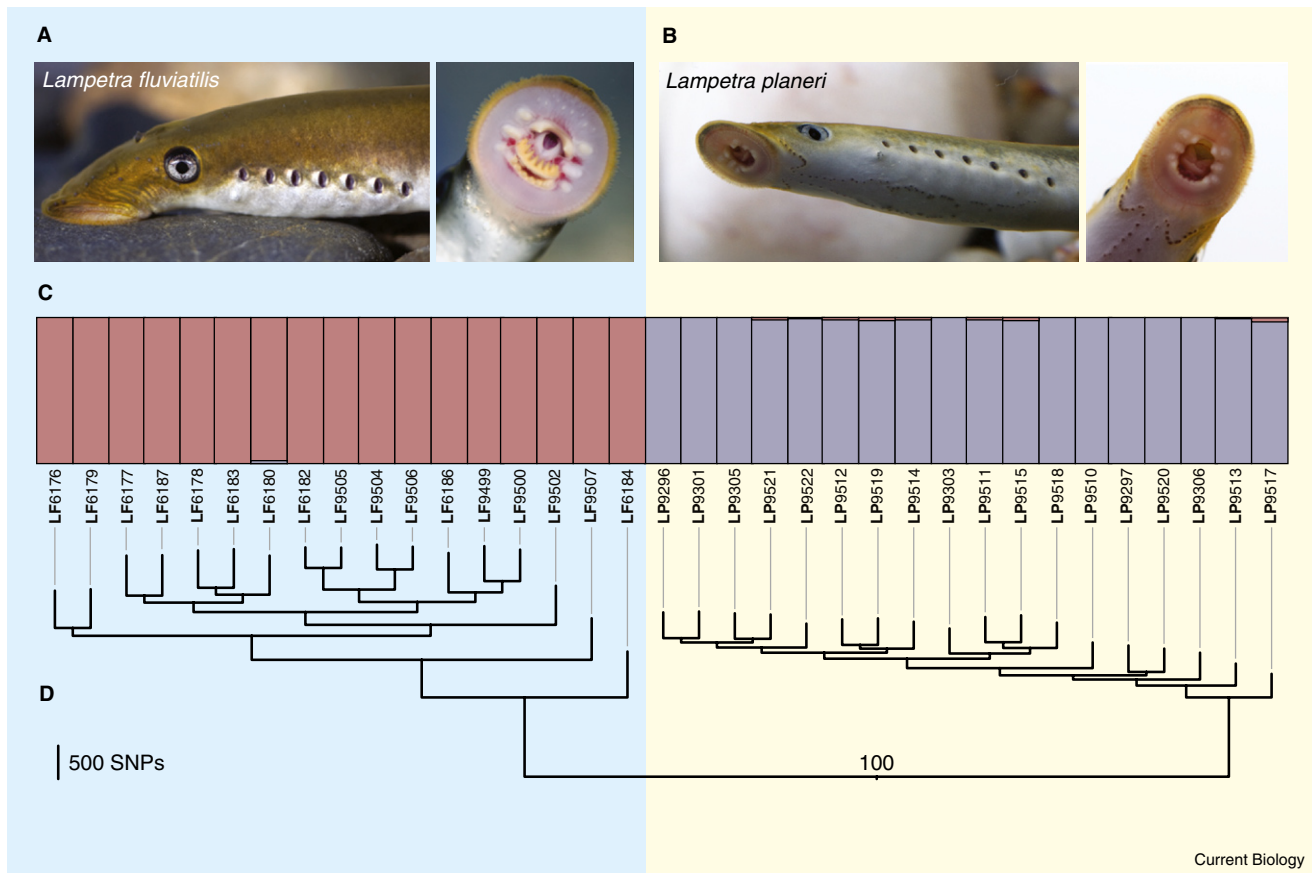 A
B
Lampetra fluviatilis
Lampetra planeri
C
LF6176
LF6179
LF6177
LF6187
LF6178
LF6183
LF6180
LF6182
LF9505
LF9504
LF9506
LF6186
LF9499
LF9500
LF9502
LF9507
LF6184
LP9296
LP9301
LP9305
LP9521
LP9522
LP9512
LP9519
LP9514
LP9303
LP9511
LP9515
LP9518
LP9510
LP9297
LP9520
LP9306
LP9513
LP9517
D
500 SNPs
100
Current Biology